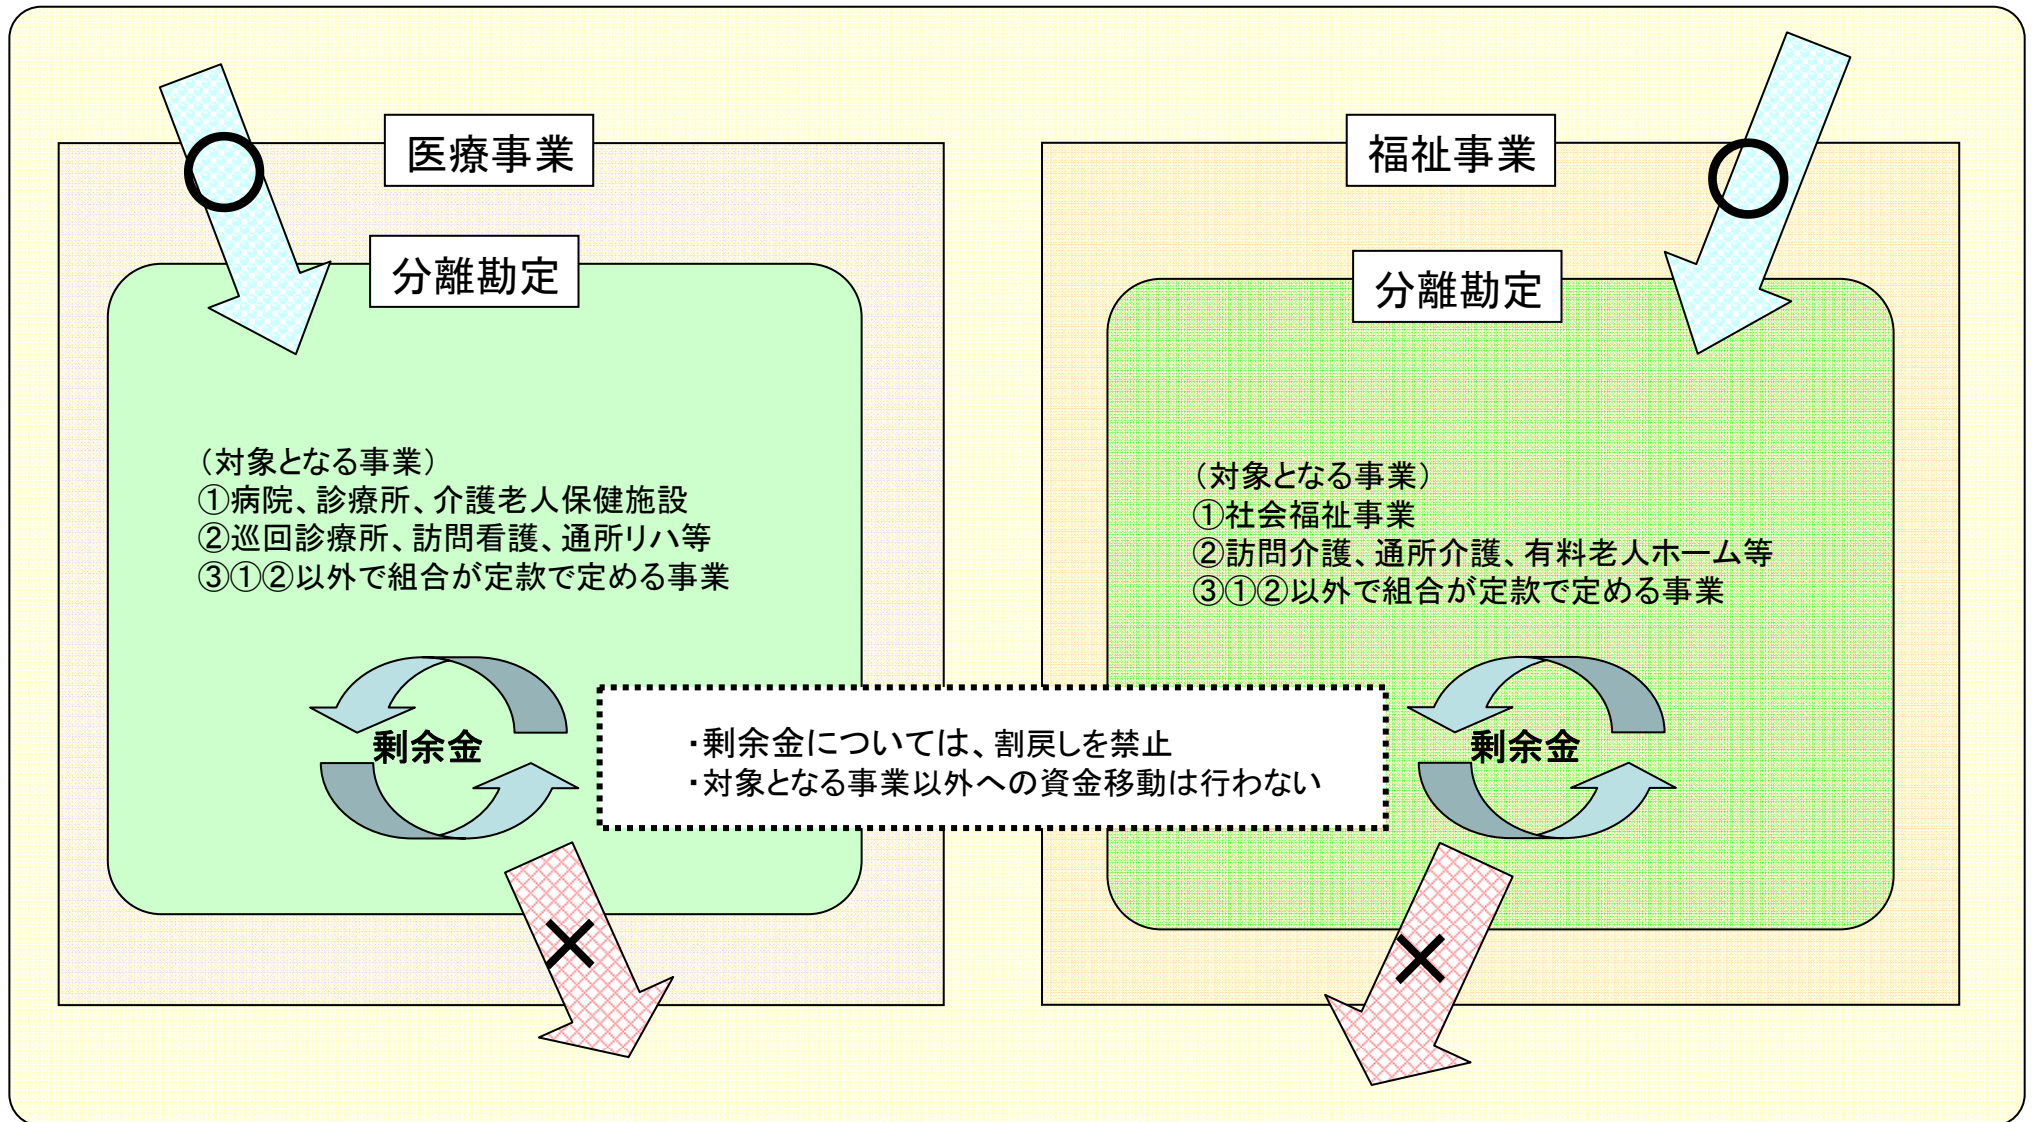 医療事業
分離勘定
（対象となる事業）
①病院、診療所、介護老人保健施設
②巡回診療所、訪問看護、通所リハ等
③①②以外で組合が定款で定める事業
剰余金
福祉事業
分離勘定
（対象となる事業）
①社会福祉事業
②訪問介護、通所介護、有料老人ホーム等
③①②以外で組合が定款で定める事業
剰余金
・剰余金については、割戻しを禁止
・対象となる事業以外への資金移動は行わない